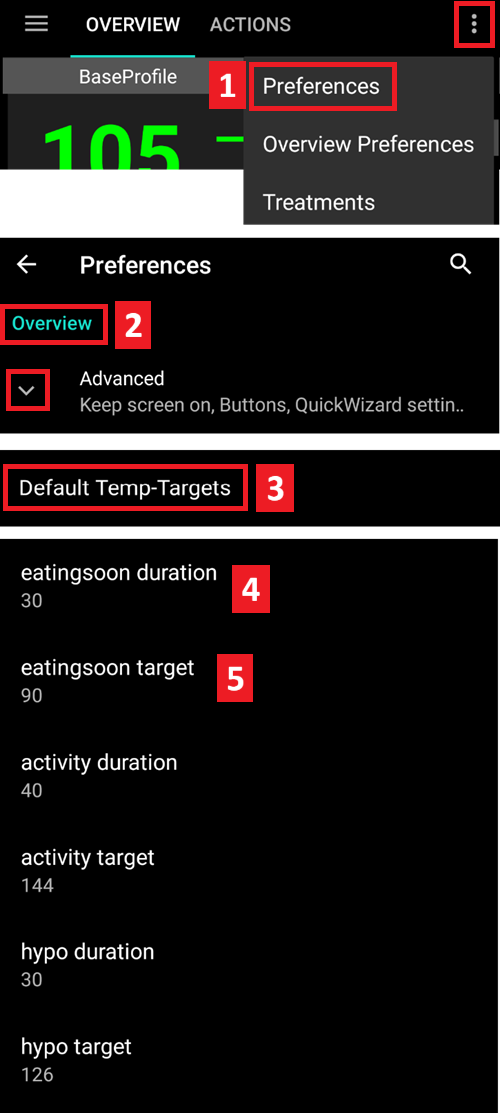 OVERVIEW ACTIONS
BaseProfile
105
1
Preferences
Overview Preferences
Treatments
Preferences
Overview 2
Advanced
Keep screen on, Buttons, QuickWizard settin..
Default Temp-Targets 3
eatingsoon duration
30
4
eatingsoon target
90
5
activity duration
40
activity target
144
hypo duration
30
hypo target
126